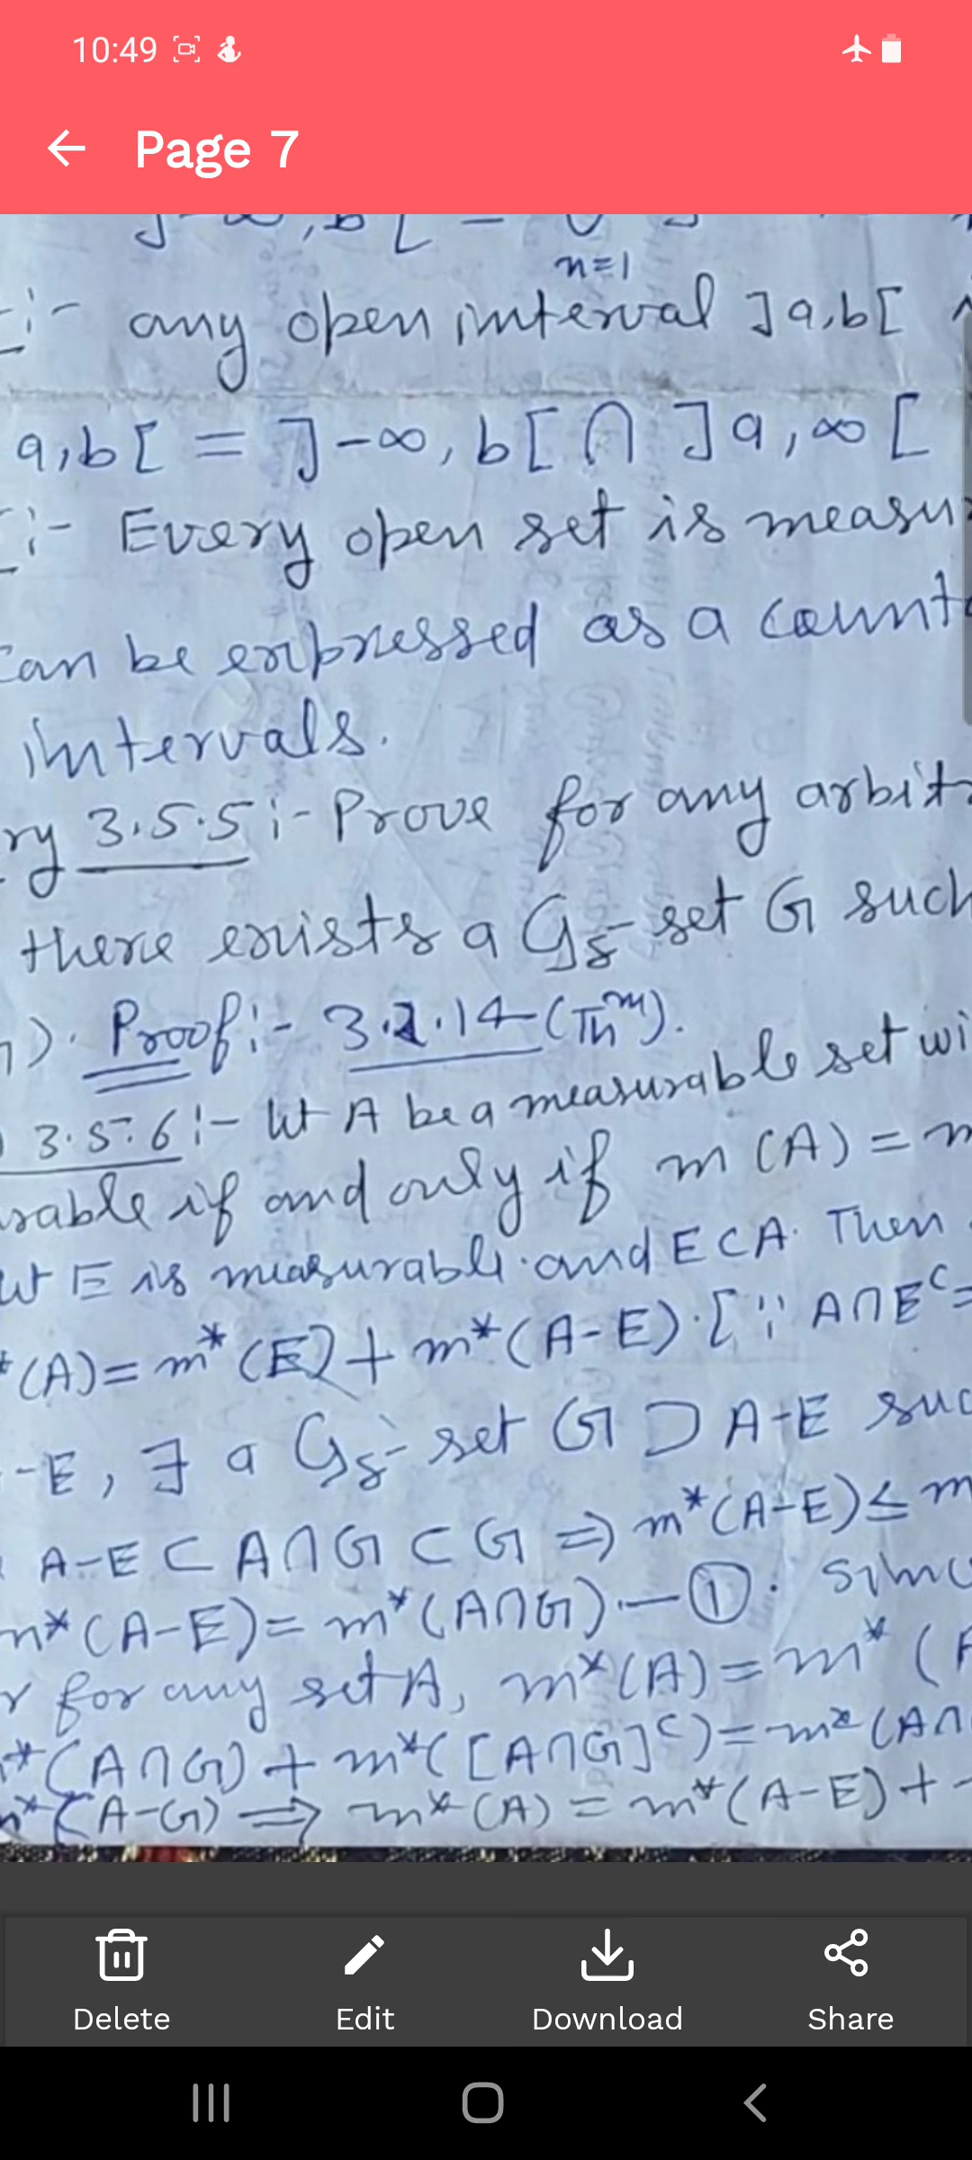 10:49
Page 7
n=1
:- any open interval ]a,b[
a,b[ = ]-∞, b[ ∩ ]a, ∞[
:- Every open set is measu
can be expressed as a count
intervals.
ry 3.5.5 :- Prove for any arbit
there exists a Gδ-set G such
). Proof :- 3.2.14 (Thm).
3.5.6 :- let A be a measurable set wi
rable if and only if m (A) = m
let E is measurable and E⊂A. Then
*(A) = m*(E) + m*(A-E). [∵ A∩Eᶜ =
-E, ∃ a Gδ-set G ⊃ A-E suc
A-E ⊂ A∩G ⊂ G ⇒ m*(A-E) ≤ m
m*(A-E) = m*(A∩G). — ①. Sinc
r for any set A, m*(A) = m* (A
*(A∩G) + m*([A∩G]ᶜ) = m*(A∩
m*(A-G) ⇒ m*(A) = m*(A-E) +
Delete Edit Download Share